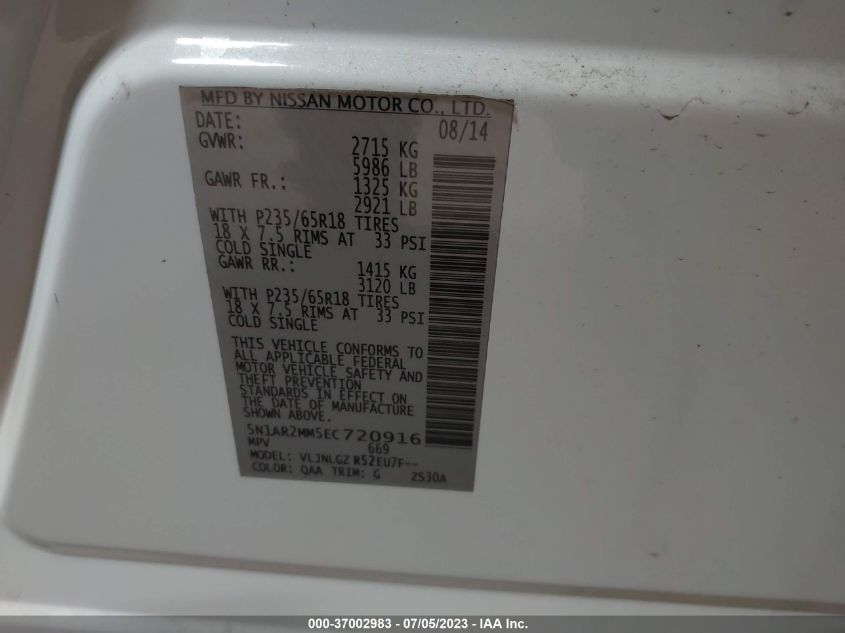 MFD BY NISSAN MOTOR CO., LTD.
DATE: 08/14
GVWR: 2715 KG
5986 LB
GAWR FR.: 1325 KG
2921 LB
WITH P235/65R18 TIRES
18 X 7.5 RIMS AT 33 PSI
COLD SINGLE
GAWR RR.: 1415 KG
3120 LB
WITH P235/65R18 TIRES
18 X 7.5 RIMS AT 33 PSI
COLD SINGLE
THIS VEHICLE CONFORMS TO
ALL APPLICABLE FEDERAL
MOTOR VEHICLE SAFETY AND
THEFT PREVENTION
STANDARDS IN EFFECT ON
THE DATE OF MANUFACTURE
SHOWN ABOVE.
5N1AR2MM5EC720916
MPV 669
MODEL: VLJNLGZ R52EU7F--
COLOR: QAA TRIM: G ZS30A
000-37002983 - 07/05/2023 - IAA Inc.